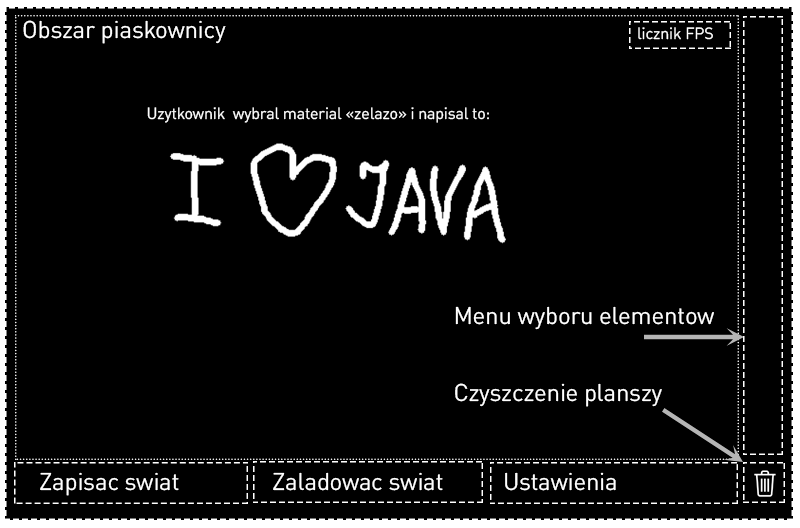 Obszar piaskownicy
licznik FPS
Uzytkownik wybral material «zelazo» i napisal to:
I ♡ JAVA
Menu wyboru elementow
Czyszczenie planszy
Zapisac swiat
Zaladowac swiat
Ustawienia